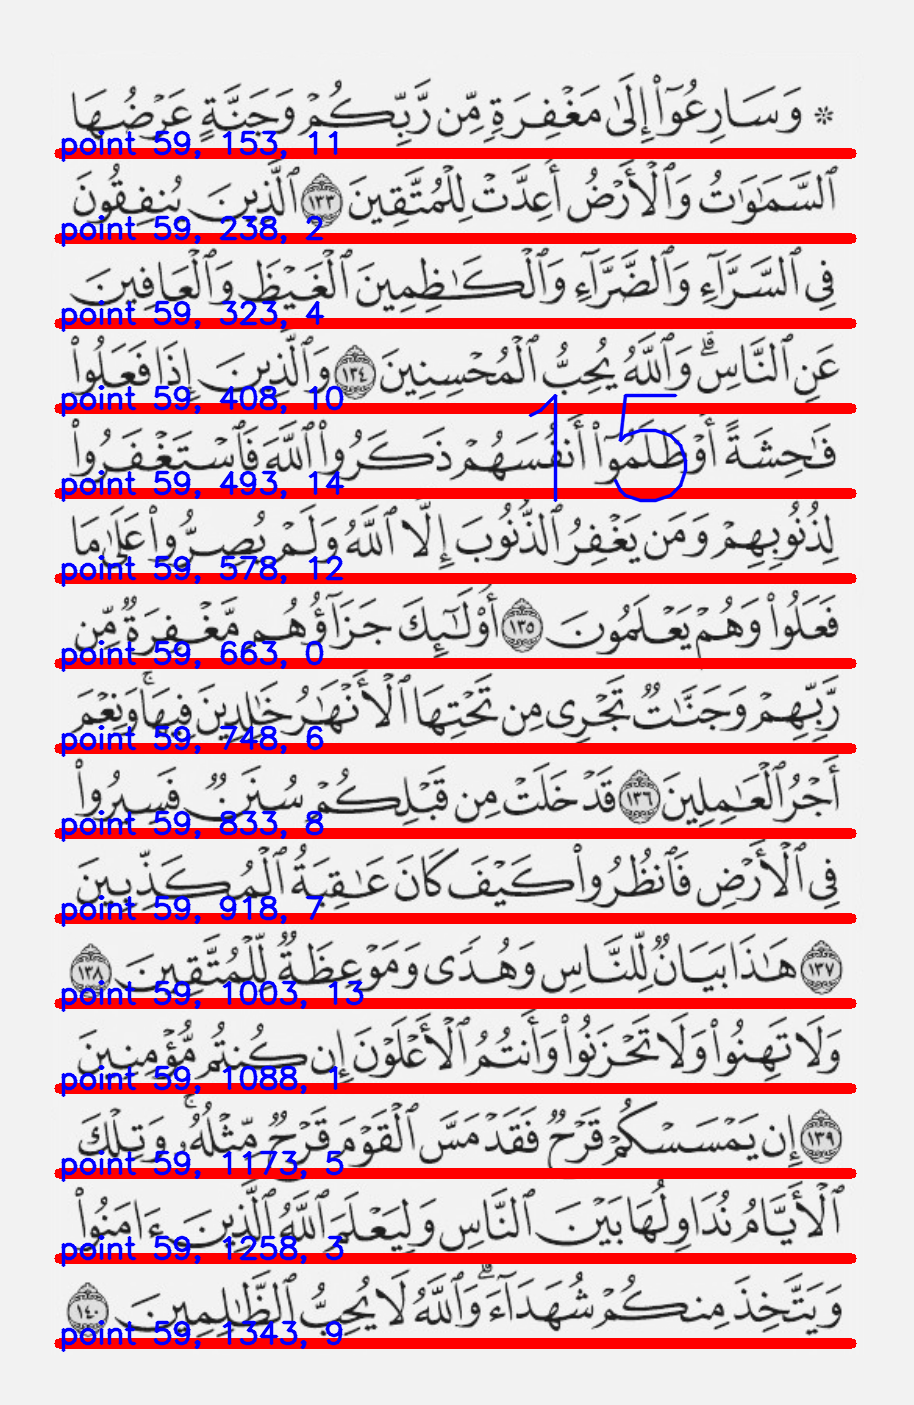 ۞ وَسَارِعُوٓا۟ إِلَىٰ مَغْفِرَةٍ مِّن رَّبِّكُمْ وَجَنَّةٍ عَرْضُهَا
point 59, 153, 11
ٱلسَّمَـٰوَٰتُ وَٱلْأَرْضُ أُعِدَّتْ لِلْمُتَّقِينَ ١٣٣ ٱلَّذِينَ يُنفِقُونَ
point 59, 238, 2
فِى ٱلسَّرَّآءِ وَٱلضَّرَّآءِ وَٱلْكَـٰظِمِينَ ٱلْغَيْظَ وَٱلْعَافِينَ
point 59, 323, 4
عَنِ ٱلنَّاسِ ۗ وَٱللَّهُ يُحِبُّ ٱلْمُحْسِنِينَ ١٣٤ وَٱلَّذِينَ إِذَا فَعَلُوا۟
point 59, 408, 10
15
فَـٰحِشَةً أَوْ ظَلَمُوٓا۟ أَنفُسَهُمْ ذَكَرُوا۟ ٱللَّهَ فَٱسْتَغْفَرُوا۟
point 59, 493, 14
لِذُنُوبِهِمْ وَمَن يَغْفِرُ ٱلذُّنُوبَ إِلَّا ٱللَّهُ وَلَمْ يُصِرُّوا۟ عَلَىٰ مَا
point 59, 578, 12
فَعَلُوا۟ وَهُمْ يَعْلَمُونَ ١٣٥ أُو۟لَـٰٓئِكَ جَزَآؤُهُم مَّغْفِرَةٌ مِّن
point 59, 663, 0
رَّبِّهِمْ وَجَنَّـٰتٌ تَجْرِى مِن تَحْتِهَا ٱلْأَنْهَـٰرُ خَـٰلِدِينَ فِيهَا ۚ وَنِعْمَ
point 59, 748, 6
أَجْرُ ٱلْعَـٰمِلِينَ ١٣٦ قَدْ خَلَتْ مِن قَبْلِكُمْ سُنَنٌ فَسِيرُوا۟
point 59, 833, 8
فِى ٱلْأَرْضِ فَٱنظُرُوا۟ كَيْفَ كَانَ عَـٰقِبَةُ ٱلْمُكَذِّبِينَ
point 59, 918, 7
١٣٧ هَـٰذَا بَيَانٌ لِّلنَّاسِ وَهُدًى وَمَوْعِظَةٌ لِّلْمُتَّقِينَ ١٣٨
point 59, 1003, 13
وَلَا تَهِنُوا۟ وَلَا تَحْزَنُوا۟ وَأَنتُمُ ٱلْأَعْلَوْنَ إِن كُنتُم مُّؤْمِنِينَ
point 59, 1088, 1
١٣٩ إِن يَمْسَسْكُمْ قَرْحٌ فَقَدْ مَسَّ ٱلْقَوْمَ قَرْحٌ مِّثْلُهُۥ ۚ وَتِلْكَ
point 59, 1173, 5
ٱلْأَيَّامُ نُدَاوِلُهَا بَيْنَ ٱلنَّاسِ وَلِيَعْلَمَ ٱللَّهُ ٱلَّذِينَ ءَامَنُوا۟
point 59, 1258, 3
وَيَتَّخِذَ مِنكُمْ شُهَدَآءَ ۗ وَٱللَّهُ لَا يُحِبُّ ٱلظَّـٰلِمِينَ ١٤٠
point 59, 1343, 9